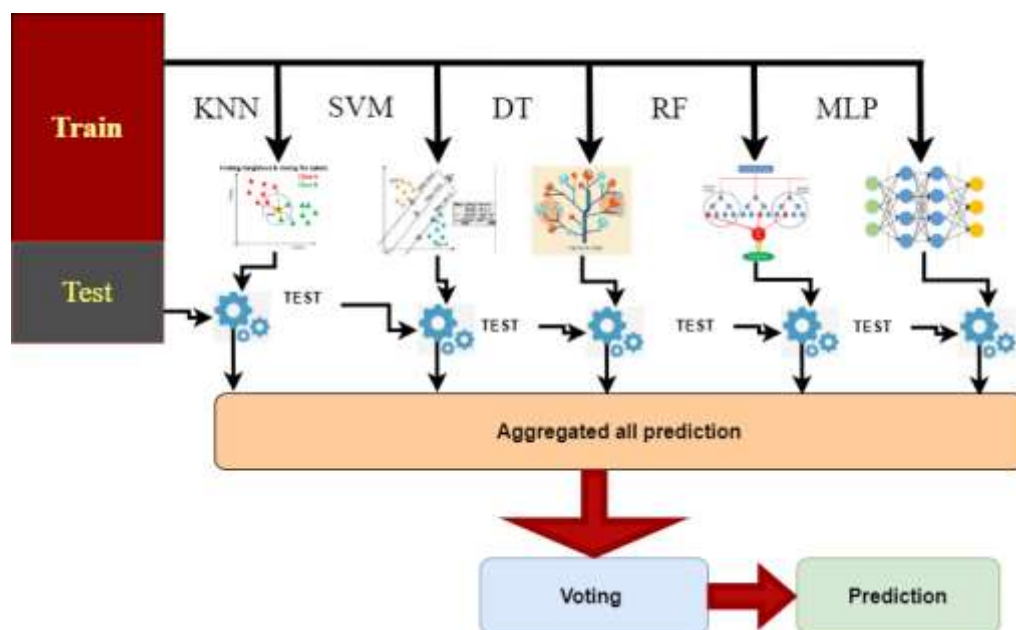 Train
KNN
SVM
DT
RF
MLP
Test
TEST
TEST
TEST
TEST
Aggregated all prediction
Voting
Prediction